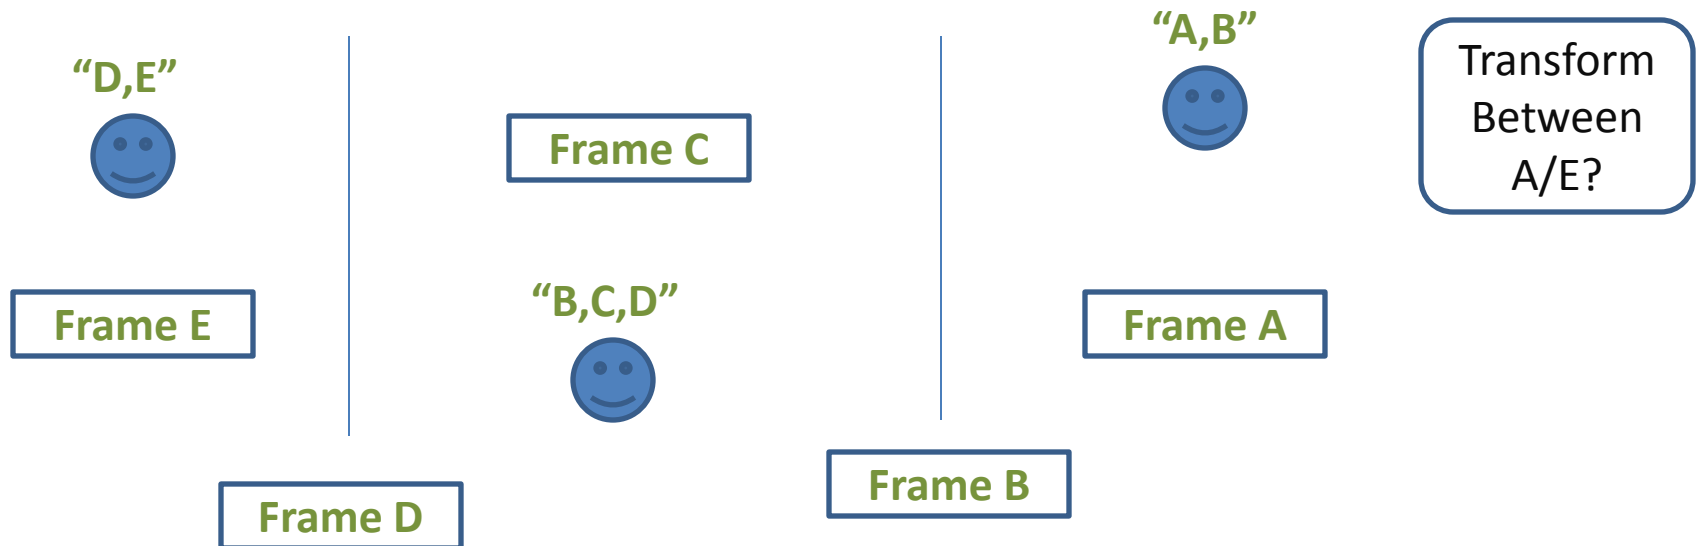 “D,E”
Frame E
Frame D
Frame C
“B,C,D”
Frame B
“A,B”
Frame A
Transform
Between
A/E?